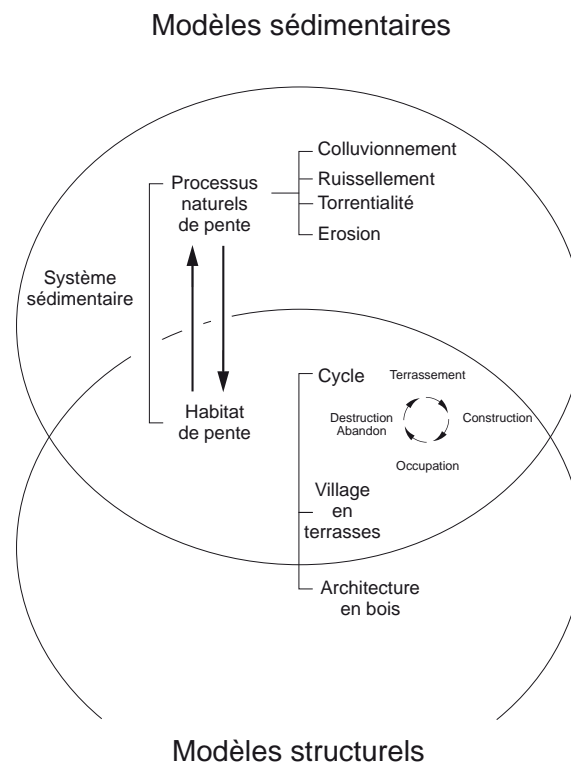 Modèles sédimentaires
Colluvionnement
Ruissellement
Torrentialité
Erosion
Processus
naturels
de pente
Système
sédimentaire
Habitat
de pente
Cycle
Terrassement
Construction
Occupation
Destruction
Abandon
Village
en
terrasses
Architecture
en bois
Modèles structurels